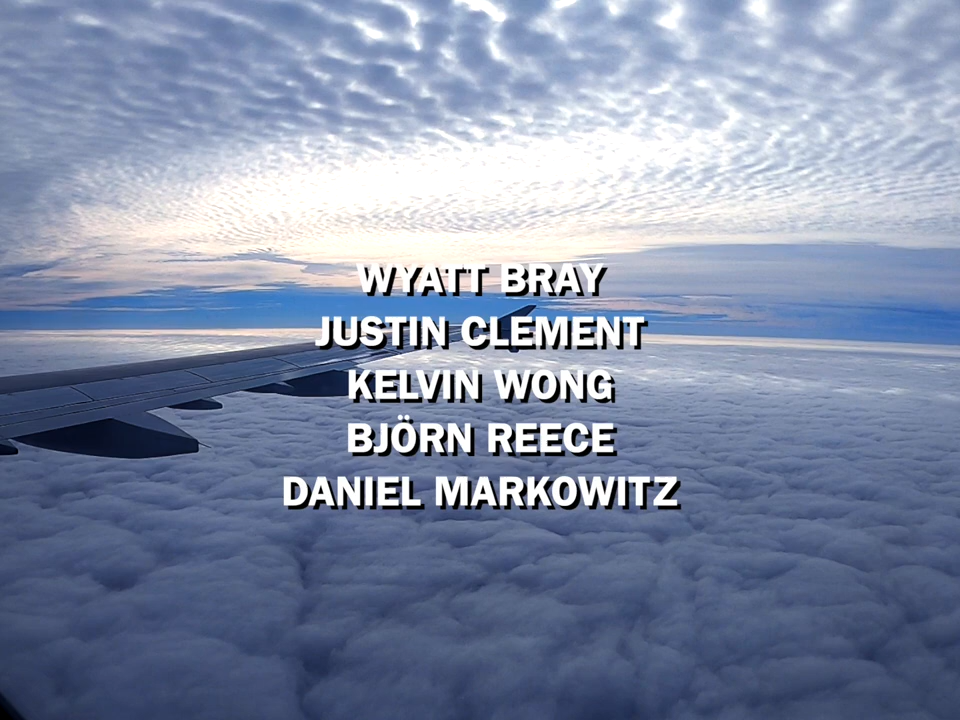 WYATT BRAY
JUSTIN CLEMENT
KELVIN WONG
BJÖRN REECE
DANIEL MARKOWITZ